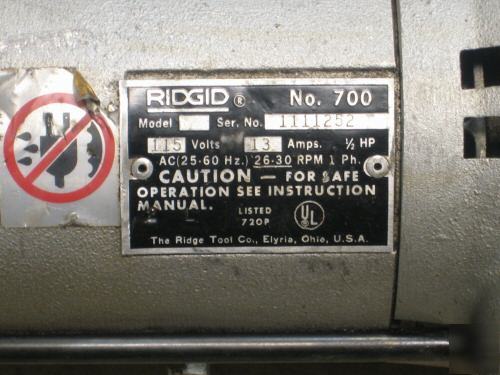 RIDGID ® No. 700
Model Ser. No. 1111252
115 Volts 13 Amps. ½ HP
AC(25-60 Hz.) 26-30 RPM 1 Ph.
CAUTION — FOR SAFE
OPERATION SEE INSTRUCTION
MANUAL.
LISTED
720P
UL
The Ridge Tool Co., Elyria, Ohio, U.S.A.